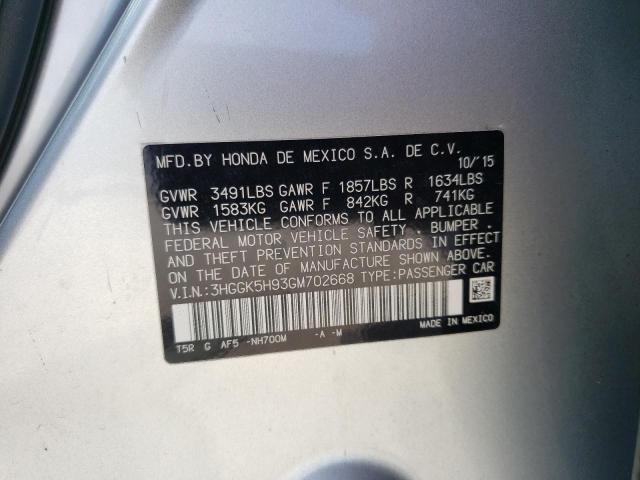 MFD.BY HONDA DE MEXICO S.A. DE C.V.
10/'15
GVWR 3491LBS GAWR F 1857LBS R 1634LBS
GVWR 1583KG GAWR F 842KG R 741KG
THIS VEHICLE CONFORMS TO ALL APPLICABLE
FEDERAL MOTOR VEHICLE SAFETY, BUMPER,
AND THEFT PREVENTION STANDARDS IN EFFECT
ON THE DATE OF MANUFACTURE SHOWN ABOVE.
V.I.N.:3HGGK5H93GM702668 TYPE:PASSENGER CAR
T5R G AF5 -NH700M -A -M
MADE IN MEXICO